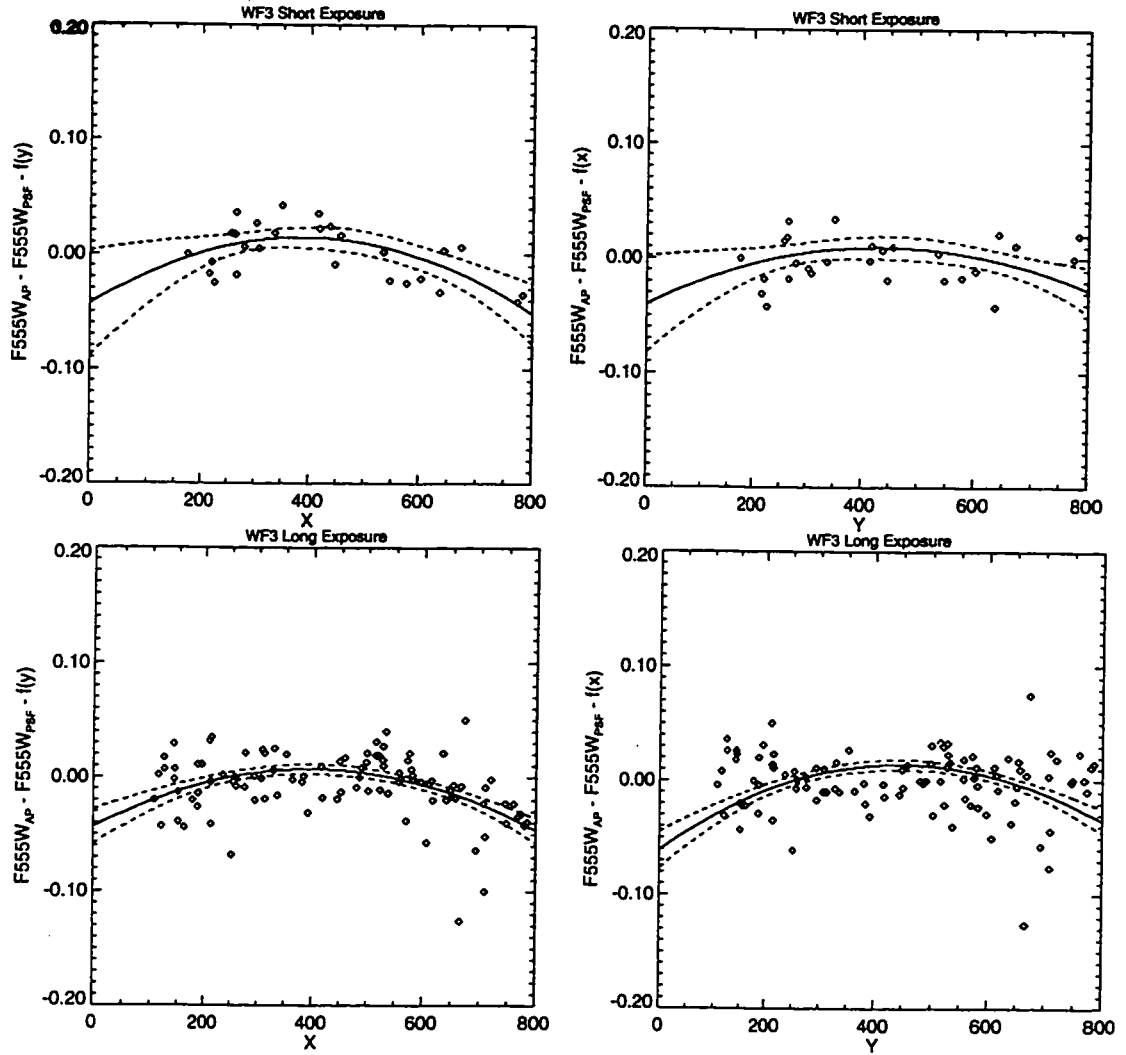 WF3 Short Exposure
0.20
0.10
0.00
-0.10
-0.20
F555W_AP - F555W_PSF - f(y)
0 200 400 600 800
X
WF3 Short Exposure
0.20
0.10
0.00
-0.10
-0.20
F555W_AP - F555W_PSF - f(x)
0 200 400 600 800
Y
WF3 Long Exposure
0.20
0.10
0.00
-0.10
-0.20
F555W_AP - F555W_PSF - f(y)
0 200 400 600 800
X
WF3 Long Exposure
0.20
0.10
0.00
-0.10
-0.20
F555W_AP - F555W_PSF - f(x)
0 200 400 600 800
Y